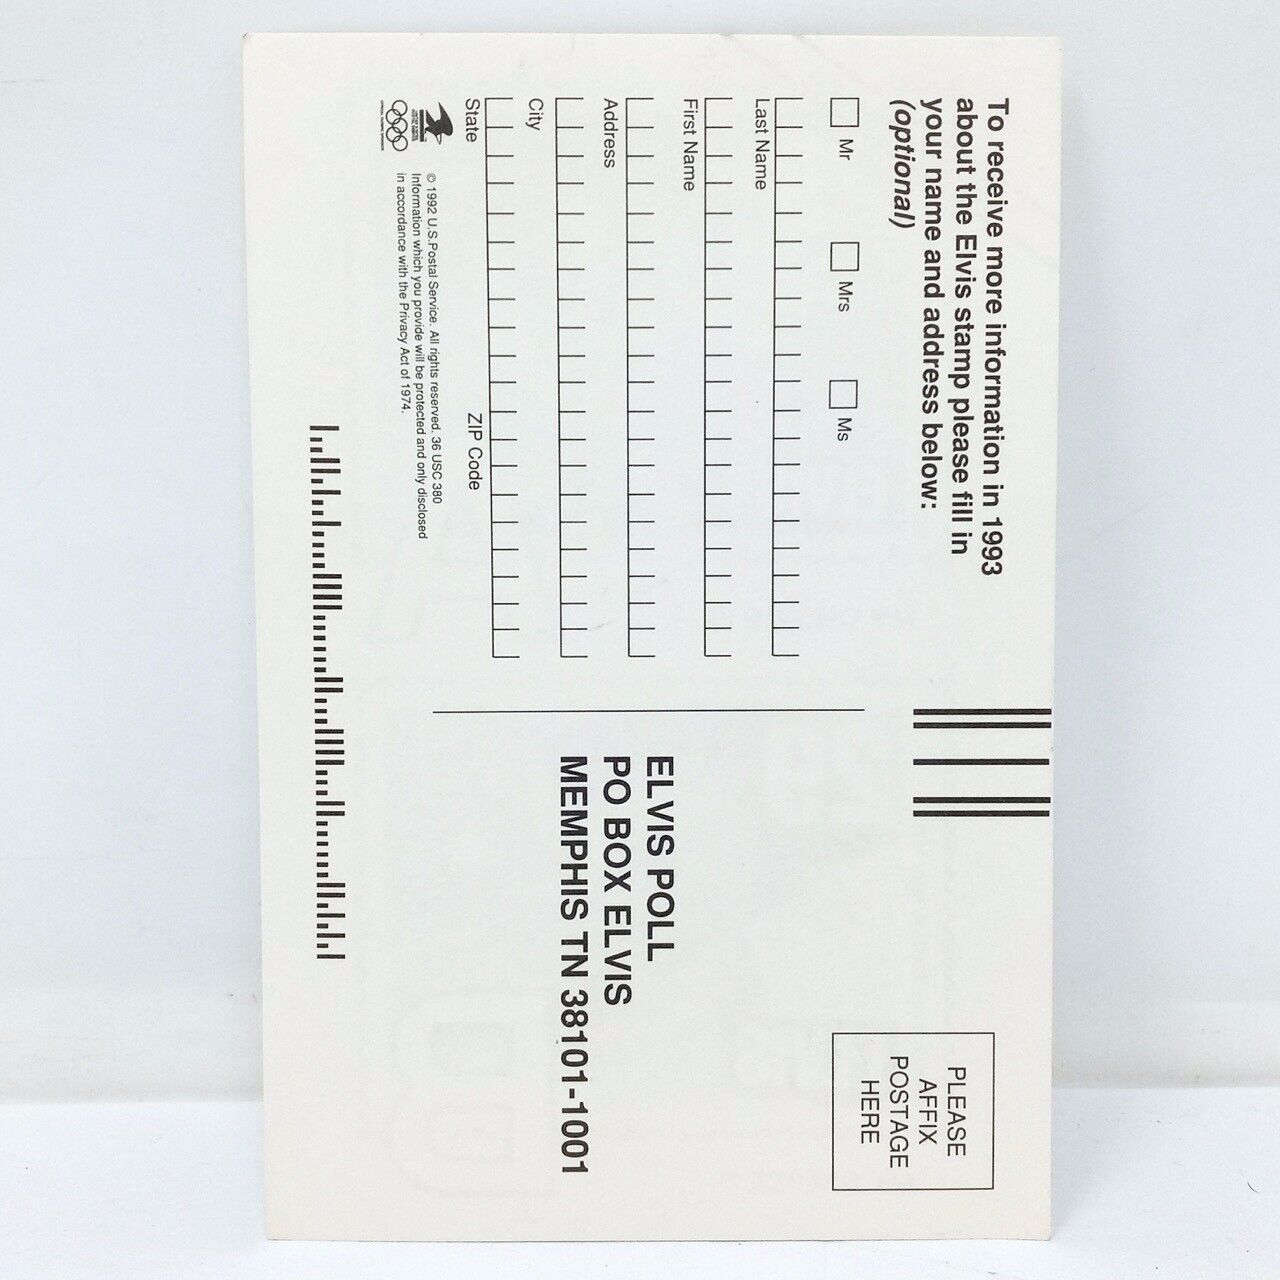 To receive more information in 1993
about the Elvis stamp please fill in
your name and address below:
(optional)
Mr Mrs Ms
Last Name
First Name
Address
City
State ZIP Code
© 1992 U.S.Postal Service. All rights reserved. 36 USC 380
Information which you provide will be protected and only disclosed
in accordance with the Privacy Act of 1974.
PLEASE
AFFIX
POSTAGE
HERE
ELVIS POLL
PO BOX ELVIS
MEMPHIS TN 38101-1001